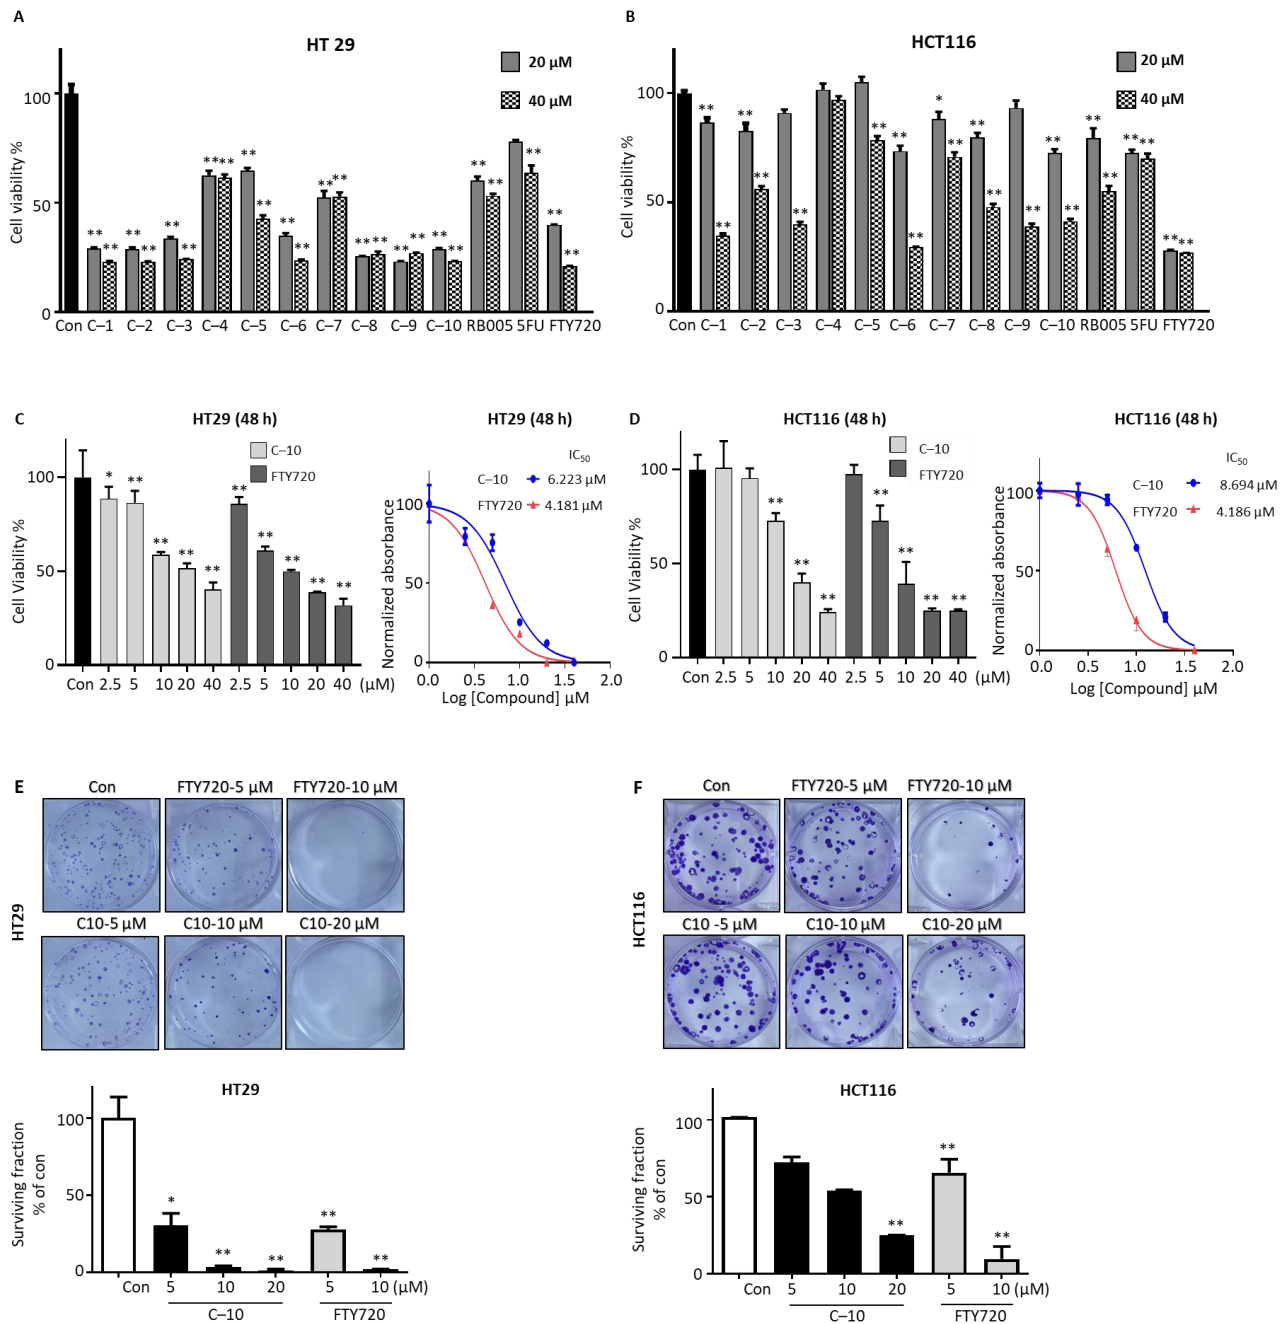 A
HT 29
20 µM
40 µM
Cell viability %
100
50
0
** ** ** ** ** ** ** ** ** ** ** ** ** ** ** ** ** ** ** ** ** ** ** ** **
Con C–1 C–2 C–3 C–4 C–5 C–6 C–7 C–8 C–9 C–10 RB005 5FU FTY720
B
HCT116
20 µM
40 µM
Cell viability %
100
50
0
** ** ** ** ** ** ** ** * ** ** ** ** ** ** ** ** ** ** ** **
Con C–1 C–2 C–3 C–4 C–5 C–6 C–7 C–8 C–9 C–10 RB005 5FU FTY720
C
HT29 (48 h)
C–10
FTY720
Cell Viability %
100
50
0
* ** ** ** ** ** ** ** ** **
Con 2.5 5 10 20 40 2.5 5 10 20 40 (µM)
HT29 (48 h)
IC50
C–10 6.223 µM
FTY720 4.181 µM
Normalized absorbance
100
50
0
0.0 0.5 1.0 1.5 2.0
Log [Compound] µM
D
HCT116 (48 h)
C–10
FTY720
Cell Viability %
100
50
0
** ** ** ** ** ** **
Con 2.5 5 10 20 40 2.5 5 10 20 40 (µM)
HCT116 (48 h)
IC50
C–10 8.694 µM
FTY720 4.186 µM
Normalized absorbance
100
50
0
0.0 0.5 1.0 1.5 2.0
Log [Compound] µM
E
HT29
Con FTY720-5 µM FTY720-10 µM
C10-5 µM C10-10 µM C10-20 µM
HT29
Surviving fraction
% of con
100
50
0
* ** ** ** **
Con 5 10 20 5 10 (µM)
C–10 FTY720
F
HCT116
Con FTY720-5 µM FTY720-10 µM
C10 -5 µM C10-10 µM C10-20 µM
HCT116
Surviving fraction
% of con
100
50
0
** ** **
Con 5 10 20 5 10 (µM)
C–10 FTY720